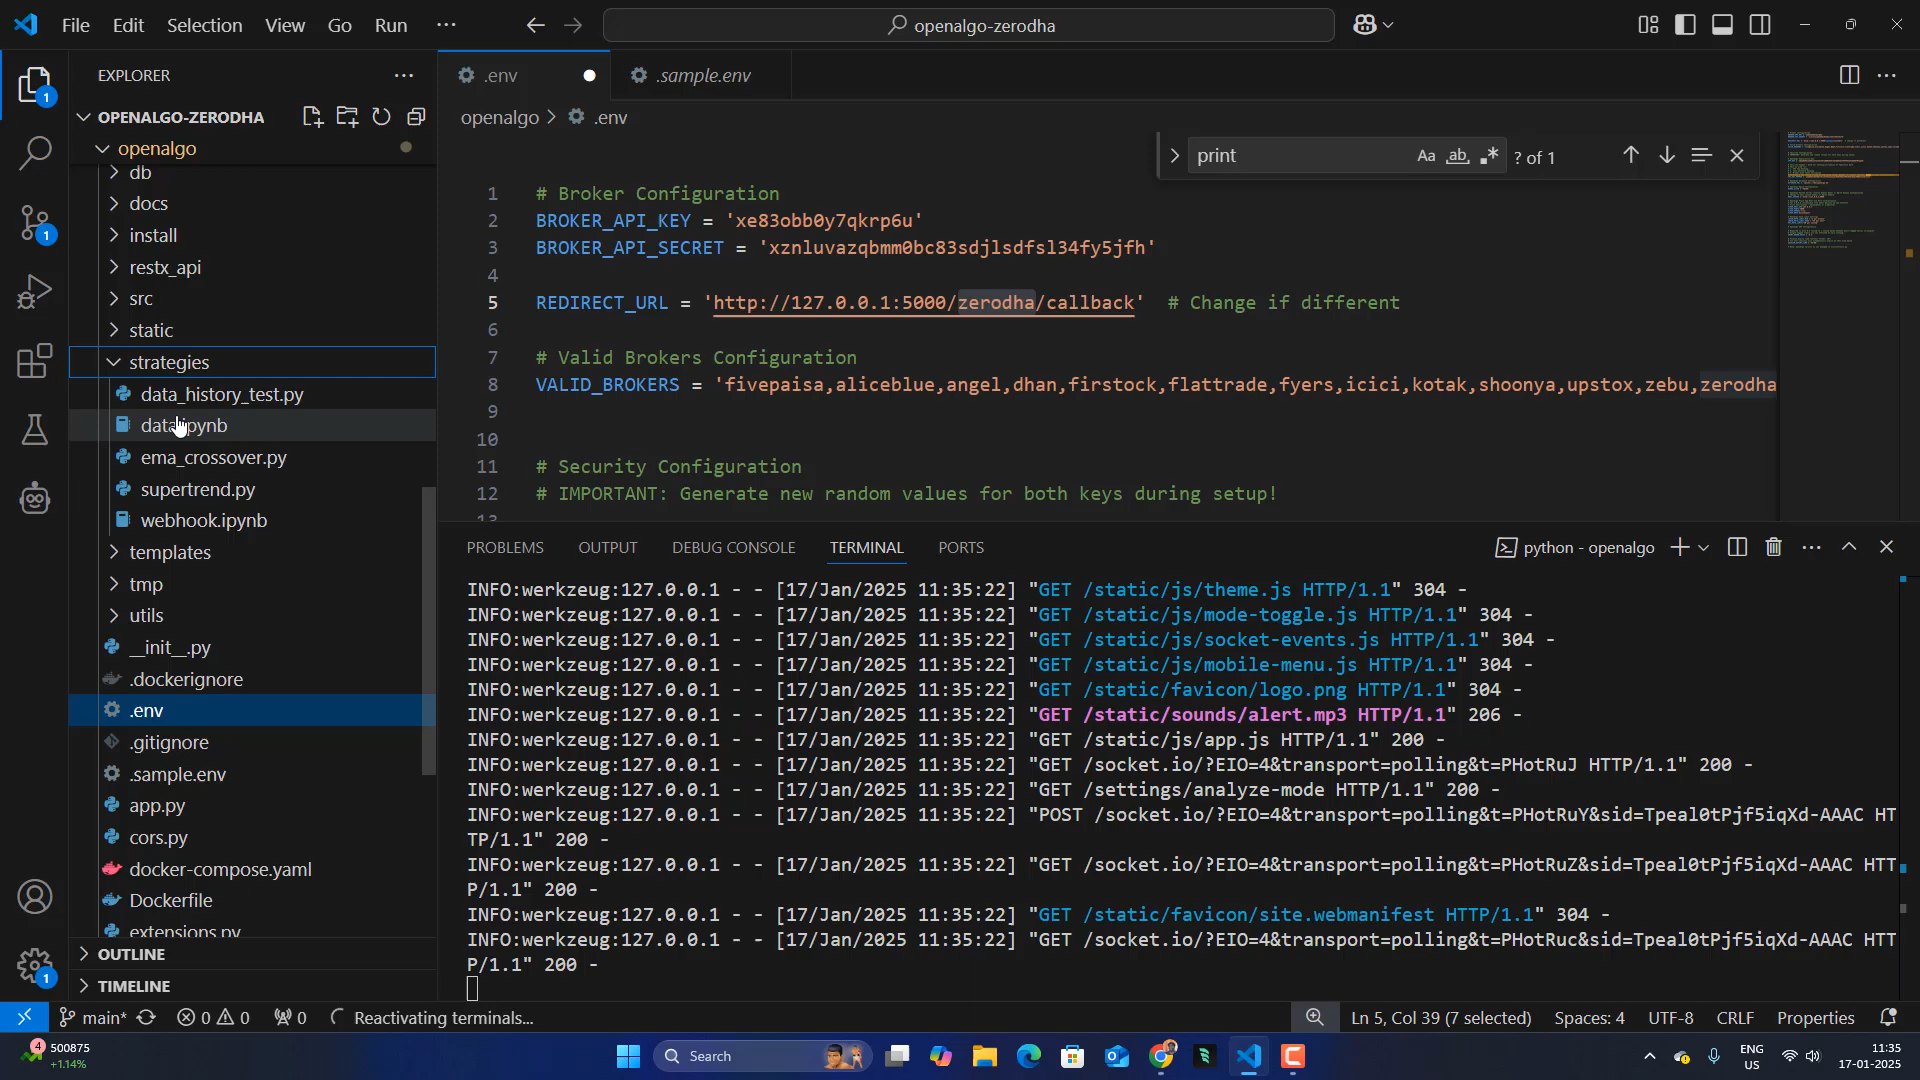 File Edit Selection View Go Run ···
openalgo-zerodha
EXPLORER
OPENALGO-ZERODHA
openalgo
db
docs
install
restx_api
src
static
strategies
data_history_test.py
data.ipynb
ema_crossover.py
supertrend.py
webhook.ipynb
templates
tmp
utils
__init__.py
.dockerignore
.env
.gitignore
.sample.env
app.py
cors.py
docker-compose.yaml
Dockerfile
extensions.py
OUTLINE
TIMELINE
1
1
1
.env
.sample.env
openalgo > .env
print
Aa ab .*
? of 1
1 # Broker Configuration
2 BROKER_API_KEY = 'xe83obb0y7qkrp6u'
3 BROKER_API_SECRET = 'xznluvazqbmm0bc83sdjlsdfsl34fy5jfh'
4
5 REDIRECT_URL = 'http://127.0.0.1:5000/zerodha/callback' # Change if different
6
7 # Valid Brokers Configuration
8 VALID_BROKERS = 'fivepaisa,aliceblue,angel,dhan,firstock,flattrade,fyers,icici,kotak,shoonya,upstox,zebu,zerodha
9
10
11 # Security Configuration
12 # IMPORTANT: Generate new random values for both keys during setup!
13
PROBLEMS OUTPUT DEBUG CONSOLE TERMINAL PORTS
python - openalgo
INFO:werkzeug:127.0.0.1 - - [17/Jan/2025 11:35:22] "GET /static/js/theme.js HTTP/1.1" 304 -
INFO:werkzeug:127.0.0.1 - - [17/Jan/2025 11:35:22] "GET /static/js/mode-toggle.js HTTP/1.1" 304 -
INFO:werkzeug:127.0.0.1 - - [17/Jan/2025 11:35:22] "GET /static/js/socket-events.js HTTP/1.1" 304 -
INFO:werkzeug:127.0.0.1 - - [17/Jan/2025 11:35:22] "GET /static/js/mobile-menu.js HTTP/1.1" 304 -
INFO:werkzeug:127.0.0.1 - - [17/Jan/2025 11:35:22] "GET /static/favicon/logo.png HTTP/1.1" 304 -
INFO:werkzeug:127.0.0.1 - - [17/Jan/2025 11:35:22] "GET /static/sounds/alert.mp3 HTTP/1.1" 206 -
INFO:werkzeug:127.0.0.1 - - [17/Jan/2025 11:35:22] "GET /static/js/app.js HTTP/1.1" 200 -
INFO:werkzeug:127.0.0.1 - - [17/Jan/2025 11:35:22] "GET /socket.io/?EIO=4&transport=polling&t=PHotRuJ HTTP/1.1" 200 -
INFO:werkzeug:127.0.0.1 - - [17/Jan/2025 11:35:22] "GET /settings/analyze-mode HTTP/1.1" 200 -
INFO:werkzeug:127.0.0.1 - - [17/Jan/2025 11:35:22] "POST /socket.io/?EIO=4&transport=polling&t=PHotRuY&sid=Tpeal0tPjf5iqXd-AAAC HT
TP/1.1" 200 -
INFO:werkzeug:127.0.0.1 - - [17/Jan/2025 11:35:22] "GET /socket.io/?EIO=4&transport=polling&t=PHotRuZ&sid=Tpeal0tPjf5iqXd-AAAC HTT
P/1.1" 200 -
INFO:werkzeug:127.0.0.1 - - [17/Jan/2025 11:35:22] "GET /static/favicon/site.webmanifest HTTP/1.1" 304 -
INFO:werkzeug:127.0.0.1 - - [17/Jan/2025 11:35:22] "GET /socket.io/?EIO=4&transport=polling&t=PHotRuc&sid=Tpeal0tPjf5iqXd-AAAC HTT
P/1.1" 200 -
main* 0 0 0 Reactivating terminals...
Ln 5, Col 39 (7 selected) Spaces: 4 UTF-8 CRLF Properties
4
500875
+1.14%
Search
ENG
US
11:35
17-01-2025